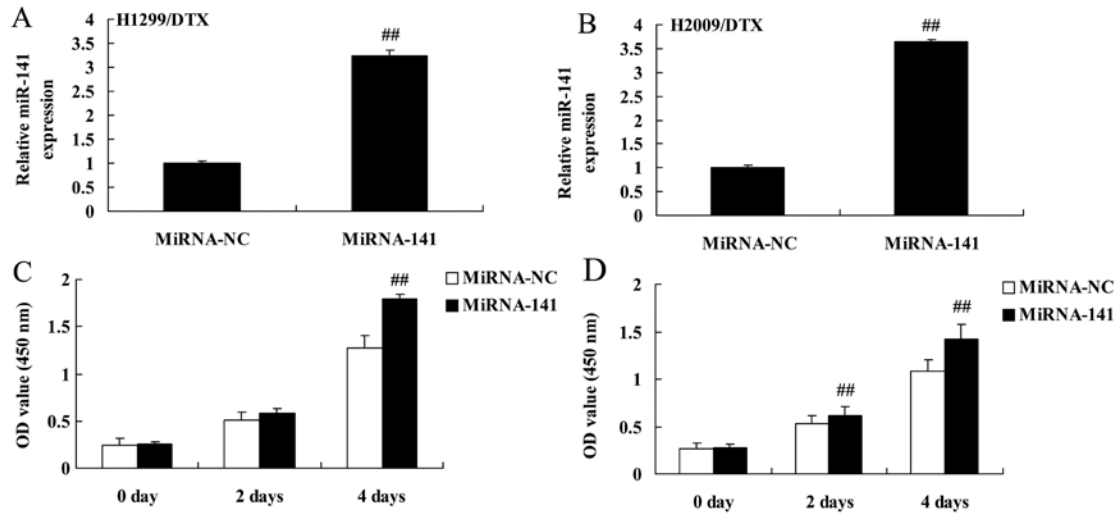 A
H1299/DTX
4
3.5
3
2.5
2
1.5
1
0.5
0
Relative miR-141
expression
##
MiRNA-NC
MiRNA-141
B
H2009/DTX
4
3.5
3
2.5
2
1.5
1
0.5
0
Relative miR-141
expression
##
MiRNA-NC
MiRNA-141
C
2
1.5
1
0.5
0
OD value (450 nm)
##
MiRNA-NC
MiRNA-141
0 day
2 days
4 days
D
2
1.5
1
0.5
0
OD value (450 nm)
##
##
MiRNA-NC
MiRNA-141
0 day
2 days
4 days